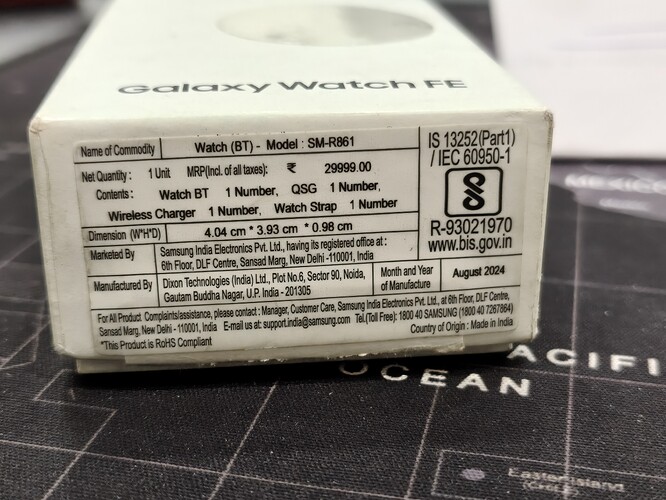 Galaxy Watch FE
Name of Commodity Watch (BT) - Model : SM-R861
Net Quantity : 1 Unit MRP(Incl. of all taxes): ₹ 29999.00
Contents : Watch BT 1 Number, QSG 1 Number,
Wireless Charger 1 Number, Watch Strap 1 Number
Dimension (W*H*D) 4.04 cm * 3.93 cm * 0.98 cm
Marketed By Samsung India Electronics Pvt. Ltd., having its registered office at :
6th Floor, DLF Centre, Sansad Marg, New Delhi -110001, India
Manufactured By Dixon Technologies (India) Ltd., Plot No.6, Sector 90, Noida,
Gautam Buddha Nagar, U.P. India - 201305
Month and Year
of Manufacture
August 2024
IS 13252(Part1)
/ IEC 60950-1
R-93021970
www.bis.gov.in
For All Product Complaints/assistance, please contact : Manager, Customer Care, Samsung India Electronics Pvt. Ltd., at 6th Floor, DLF Centre,
Sansad Marg, New Delhi -110001, India E-mail us at: support.india@samsung.com Tel.(Toll Free): 1800 40 SAMSUNG (1800 40 7267864)
*This Product is RoHS Compliant Country of Origin : Made in India
MEXICO
ACIFI
OCEAN
Easter Island